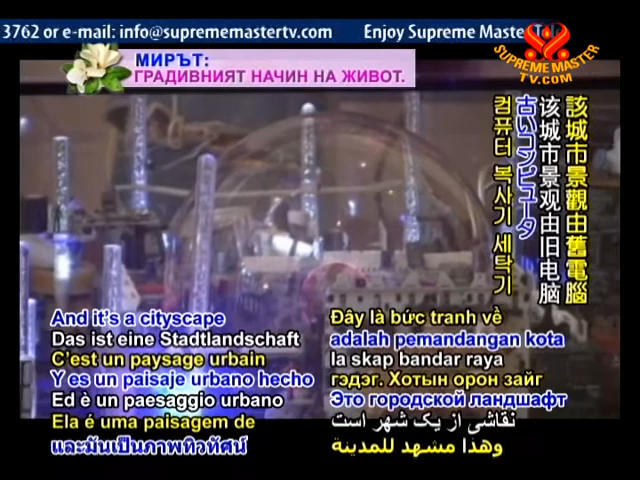 3762 or e-mail: info@suprememastertv.com Enjoy Supreme Master
SUPREME MASTER
TV.COM
МИРЪТ:
ГРАДИВНИЯТ НАЧИН НА ЖИВОТ.
該城市景觀由舊電腦
该城市景观由旧电脑
古いコンピュータ
컴퓨터 복사기 세탁기
And it's a cityscape
Das ist eine Stadtlandschaft
C'est un paysage urbain
Y es un paisaje urbano hecho
Ed è un paesaggio urbano
Ela é uma paisagem de
และมันเป็นภาพทิวทัศน์
Đây là bức tranh vẽ
adalah pemandangan kota
la skap bandar raya
гэдэг. Хотын орон зайг
Это городской ландшафт
نقاشی از یک شهر است
وهذا مشهد للمدينة